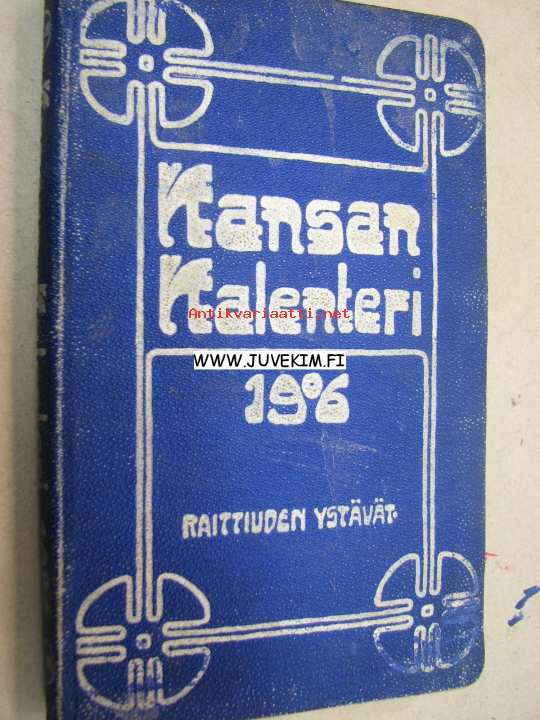 Kansan
Kalenteri
Antikvariaatti.net
WWW.JUVEKIM.FI
1906
RAITTIUDEN YSTÄVÄT.